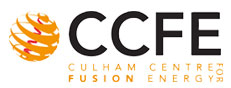 CCFE
CULHAM CENTRE
FUSION ENERGY
FOR